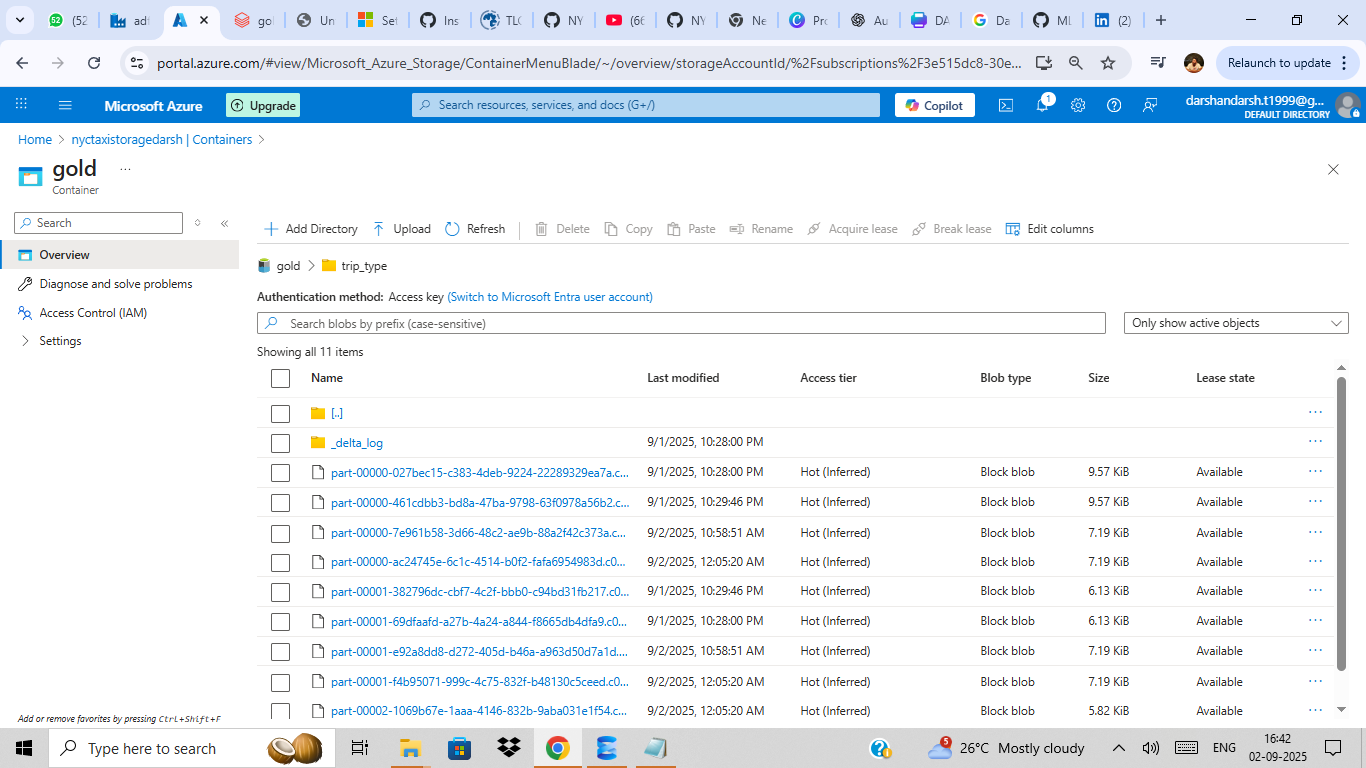 (52
adf
gol
Un
Set
Ins
TLC
NY
(66
NY
Ne
Pro
Au
DA
Da
ML
(2)
portal.azure.com/#view/Microsoft_Azure_Storage/ContainerMenuBlade/~/overview/storageAccountId/%2Fsubscriptions%2F3e515dc8-30e...
Relaunch to update
Microsoft Azure
Upgrade
Search resources, services, and docs (G+/)
Copilot
1
darshandarsh.t1999@g...
DEFAULT DIRECTORY
Home > nyctaxistoragedarsh | Containers >
gold ...
Container
Search
Overview
Diagnose and solve problems
Access Control (IAM)
Settings
Add or remove favorites by pressing Ctrl+Shift+F
Add Directory Upload Refresh Delete Copy Paste Rename Acquire lease Break lease Edit columns
gold > trip_type
Authentication method: Access key (Switch to Microsoft Entra user account)
Search blobs by prefix (case-sensitive)
Only show active objects
Showing all 11 items
Name Last modified Access tier Blob type Size Lease state
[..] ...
_delta_log 9/1/2025, 10:28:00 PM ...
part-00000-027bec15-c383-4deb-9224-22289329ea7a.c... 9/1/2025, 10:28:00 PM Hot (Inferred) Block blob 9.57 KiB Available ...
part-00000-461cdbb3-bd8a-47ba-9798-63f0978a56b2.c... 9/1/2025, 10:29:46 PM Hot (Inferred) Block blob 9.57 KiB Available ...
part-00000-7e961b58-3d66-48c2-ae9b-88a2f42c373a.c... 9/2/2025, 10:58:51 AM Hot (Inferred) Block blob 7.19 KiB Available ...
part-00000-ac24745e-6c1c-4514-b0f2-fafa6954983d.c0... 9/2/2025, 12:05:20 AM Hot (Inferred) Block blob 7.19 KiB Available ...
part-00001-382796dc-cbf7-4c2f-bbb0-c94bd31fb217.c0... 9/1/2025, 10:29:46 PM Hot (Inferred) Block blob 6.13 KiB Available ...
part-00001-69dfaafd-a27b-4a24-a844-f8665db4dfa9.c0... 9/1/2025, 10:28:00 PM Hot (Inferred) Block blob 6.13 KiB Available ...
part-00001-e92a8dd8-d272-405d-b46a-a963d50d7a1d.... 9/2/2025, 10:58:51 AM Hot (Inferred) Block blob 7.19 KiB Available ...
part-00001-f4b95071-999c-4c75-832f-b48130c5ceed.c0... 9/2/2025, 12:05:20 AM Hot (Inferred) Block blob 7.19 KiB Available ...
part-00002-1069b67e-1aaa-4146-832b-9aba031e1f54.c... 9/2/2025, 12:05:20 AM Hot (Inferred) Block blob 5.82 KiB Available ...
Type here to search
5
26°C Mostly cloudy
ENG
16:42
02-09-2025